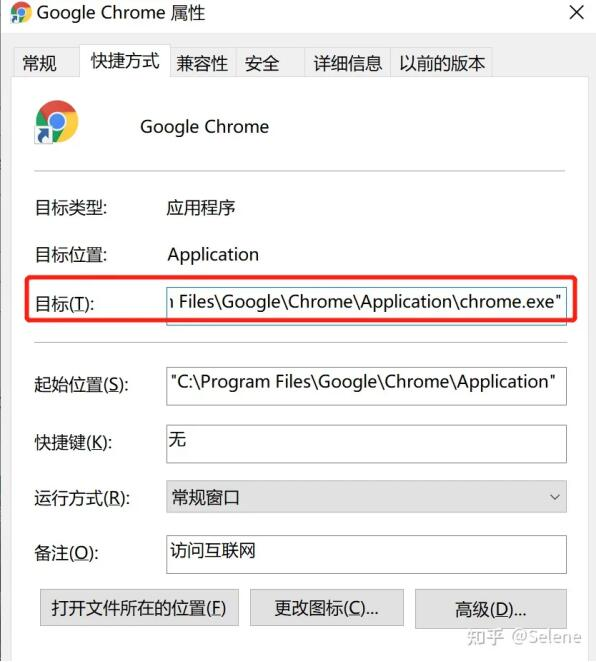 Google Chrome 属性
常规 快捷方式 兼容性 安全 详细信息 以前的版本
Google Chrome
目标类型: 应用程序
目标位置: Application
目标(T): Files\Google\Chrome\Application\chrome.exe"
起始位置(S): "C:\Program Files\Google\Chrome\Application"
快捷键(K): 无
运行方式(R): 常规窗口
备注(O): 访问互联网
打开文件所在的位置(F) 更改图标(C)... 高级(D)...
知乎 @Selene